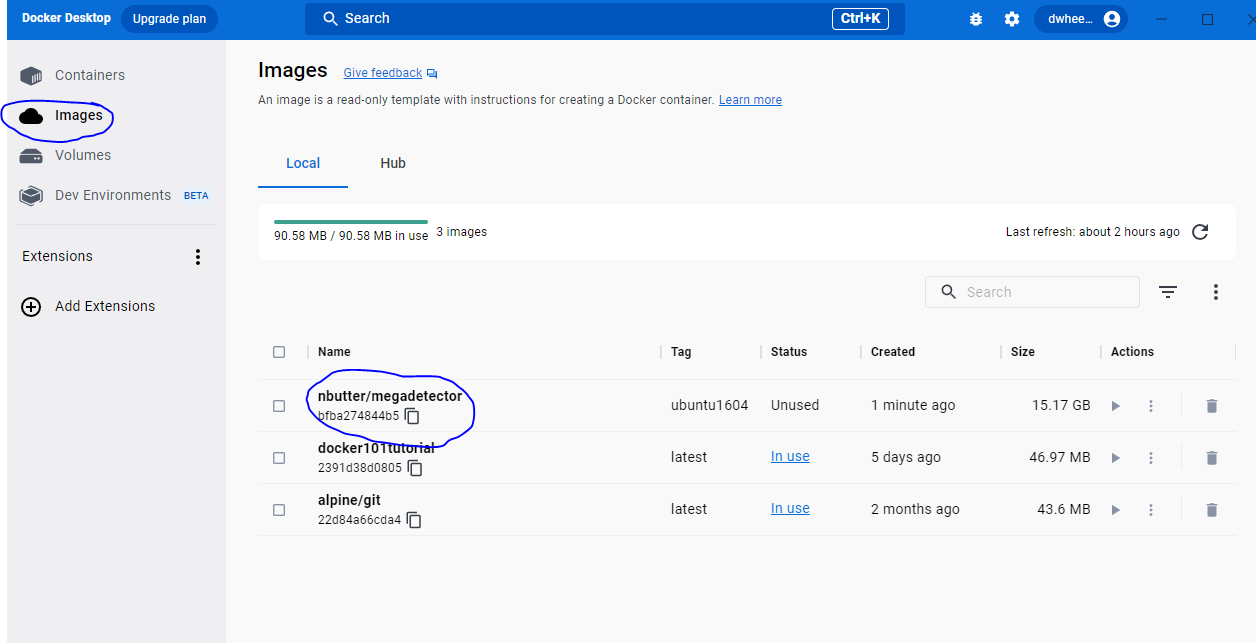 Docker Desktop Upgrade plan Search Ctrl+K dwhee...
Containers
Images
Volumes
Dev Environments BETA
Extensions
Add Extensions
Images Give feedback
An image is a read-only template with instructions for creating a Docker container. Learn more
Local Hub
90.58 MB / 90.58 MB in use 3 images Last refresh: about 2 hours ago
Search
Name Tag Status Created Size Actions
nbutter/megadetector ubuntu1604 Unused 1 minute ago 15.17 GB
bfba274844b5
docker101tutorial latest In use 5 days ago 46.97 MB
2391d38d0805
alpine/git latest In use 2 months ago 43.6 MB
22d84a66cda4